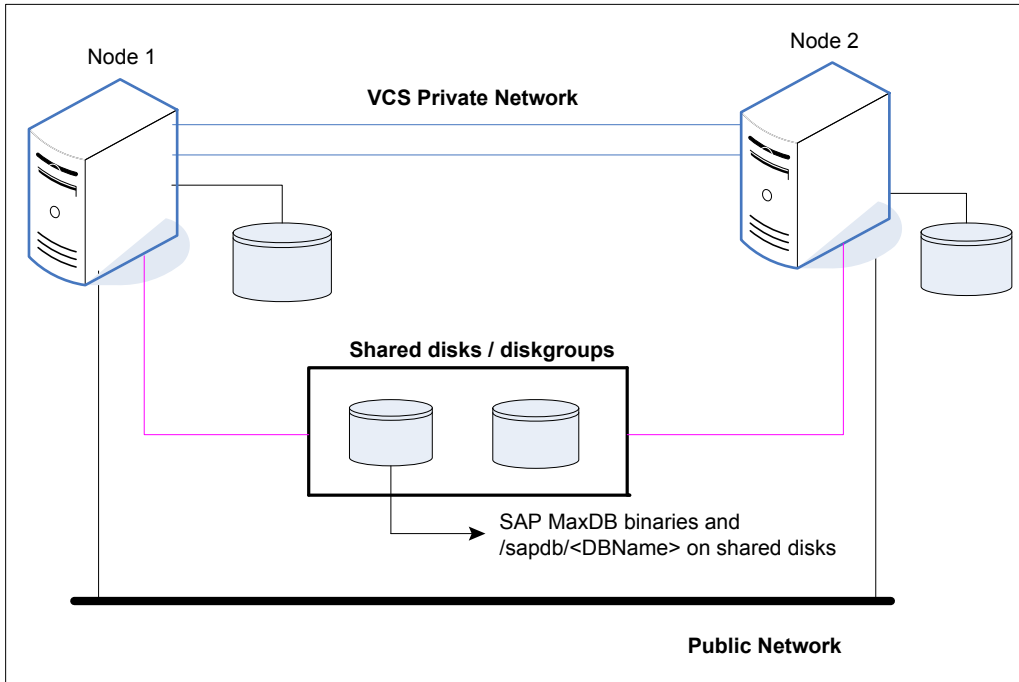 Node 1
Node 2
VCS Private Network
Shared disks / diskgroups
SAP MaxDB binaries and
/sapdb/<DBName> on shared disks
Public Network